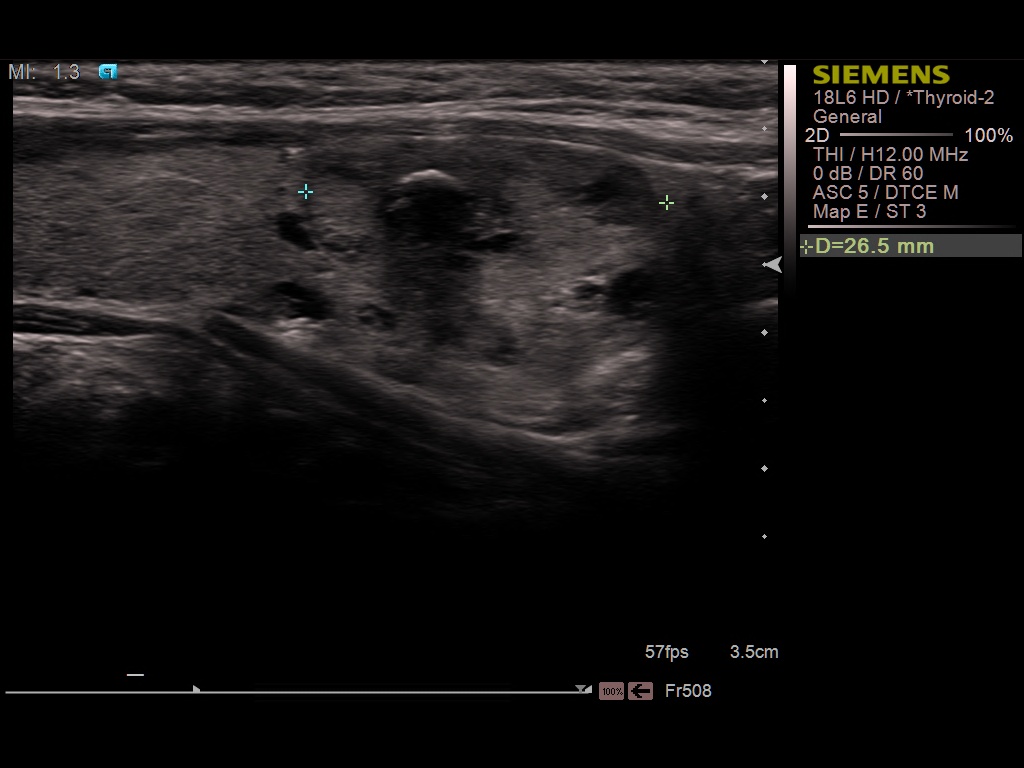 MI: 1.3
SIEMENS
18L6 HD / *Thyroid-2
General
2D 100%
THI / H12.00 MHz
0 dB / DR 60
ASC 5 / DTCE M
Map E / ST 3
D=26.5 mm
57fps 3.5cm
100% Fr508